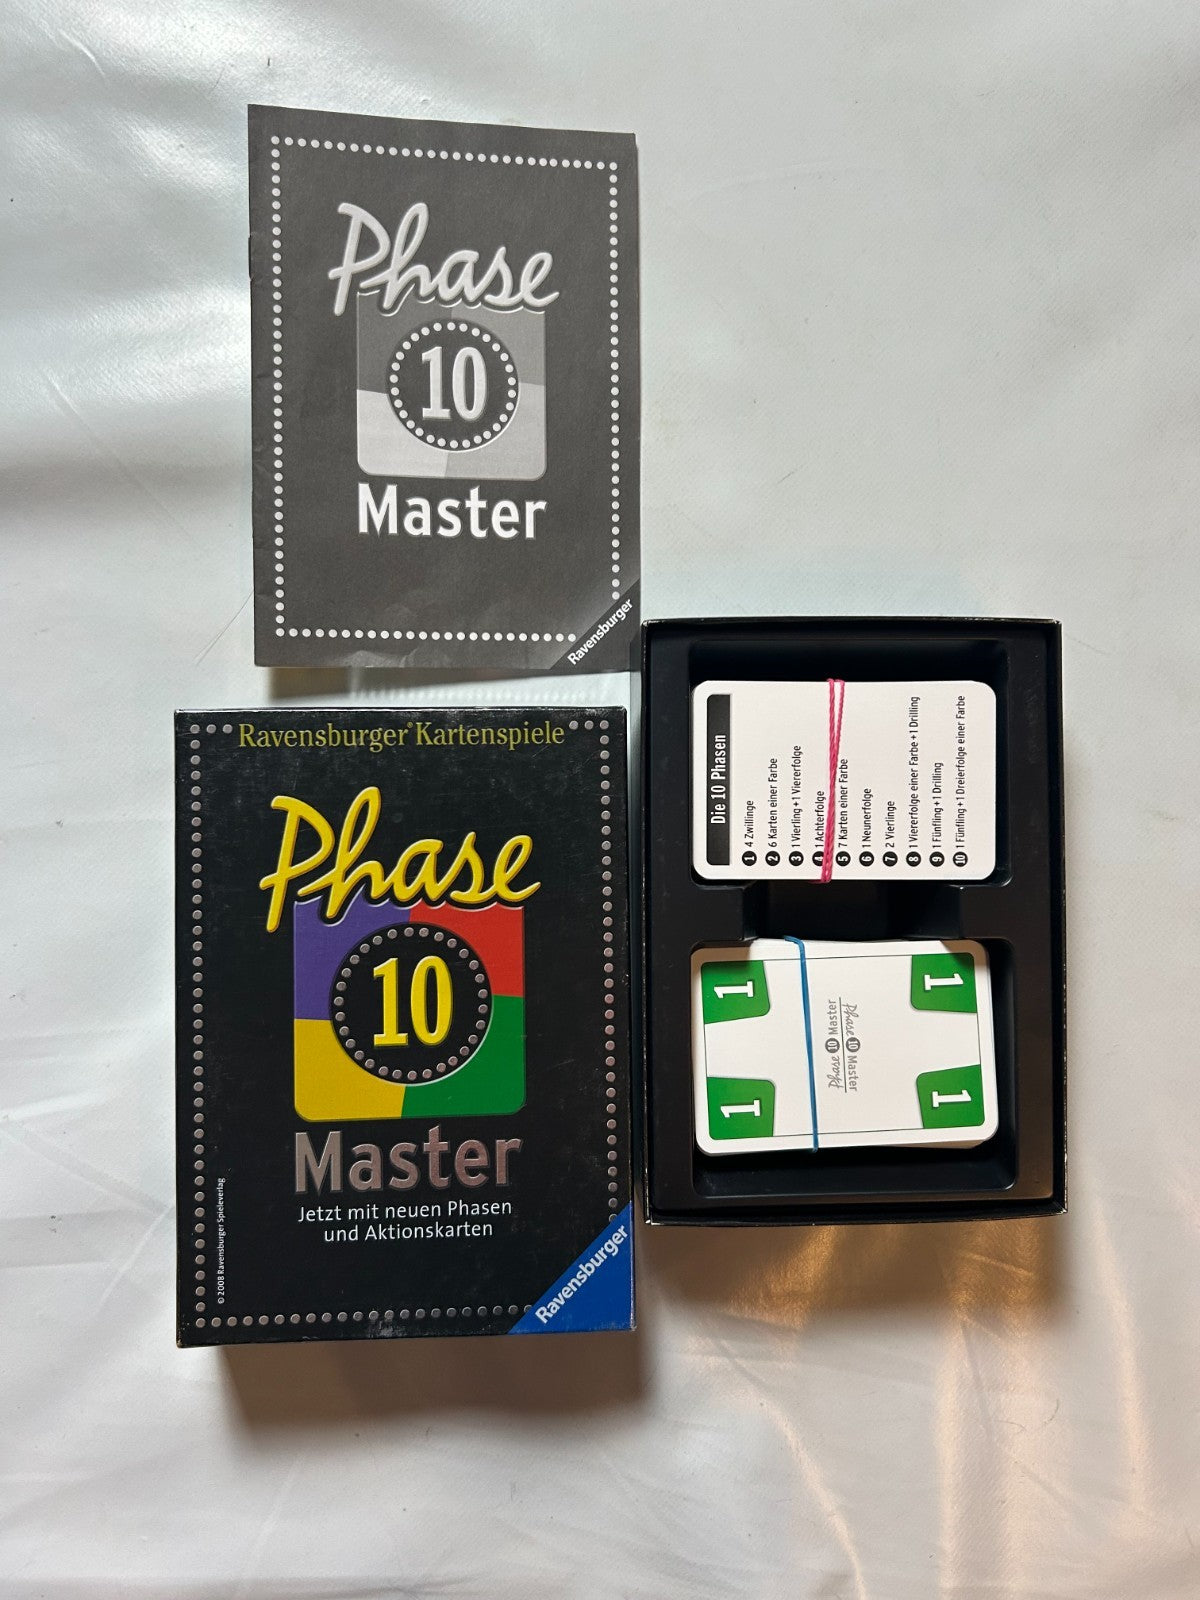 Phase
10
Master
Ravensburger
Ravensburger® Kartenspiele
Phase
10
Master
Jetzt mit neuen Phasen
und Aktionskarten
© 2008 Ravensburger Spieleverlag
Ravensburger
Die 10 Phasen
1 4 Zwillinge
2 6 Karten einer Farbe
3 1 Vierling + 1 Viererfolge
4 1 Achterfolge
5 7 Karten einer Farbe
6 1 Neunerfolge
7 2 Vierlinge
8 1 Viererfolge einer Farbe + 1 Drilling
9 1 Fünfling + 1 Drilling
10 1 Fünfling + 1 Dreierfolge einer Farbe
1
1
Phase 10 Master
Phase 10 Master
1
1